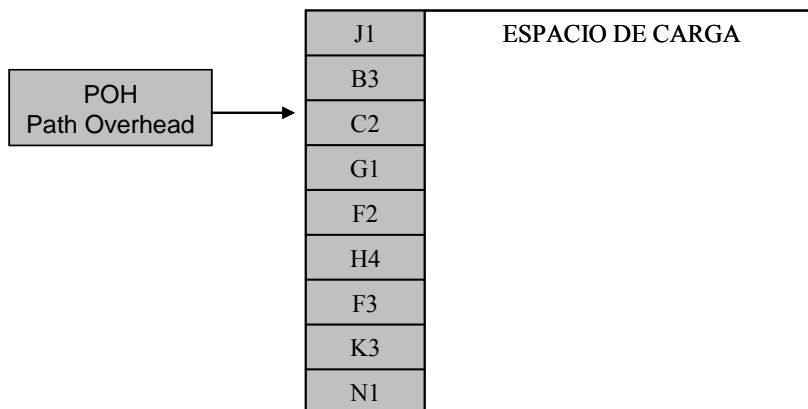 J1
ESPACIO DE CARGA
B3
POH
Path Overhead
C2
G1
F2
H4
F3
K3
N1